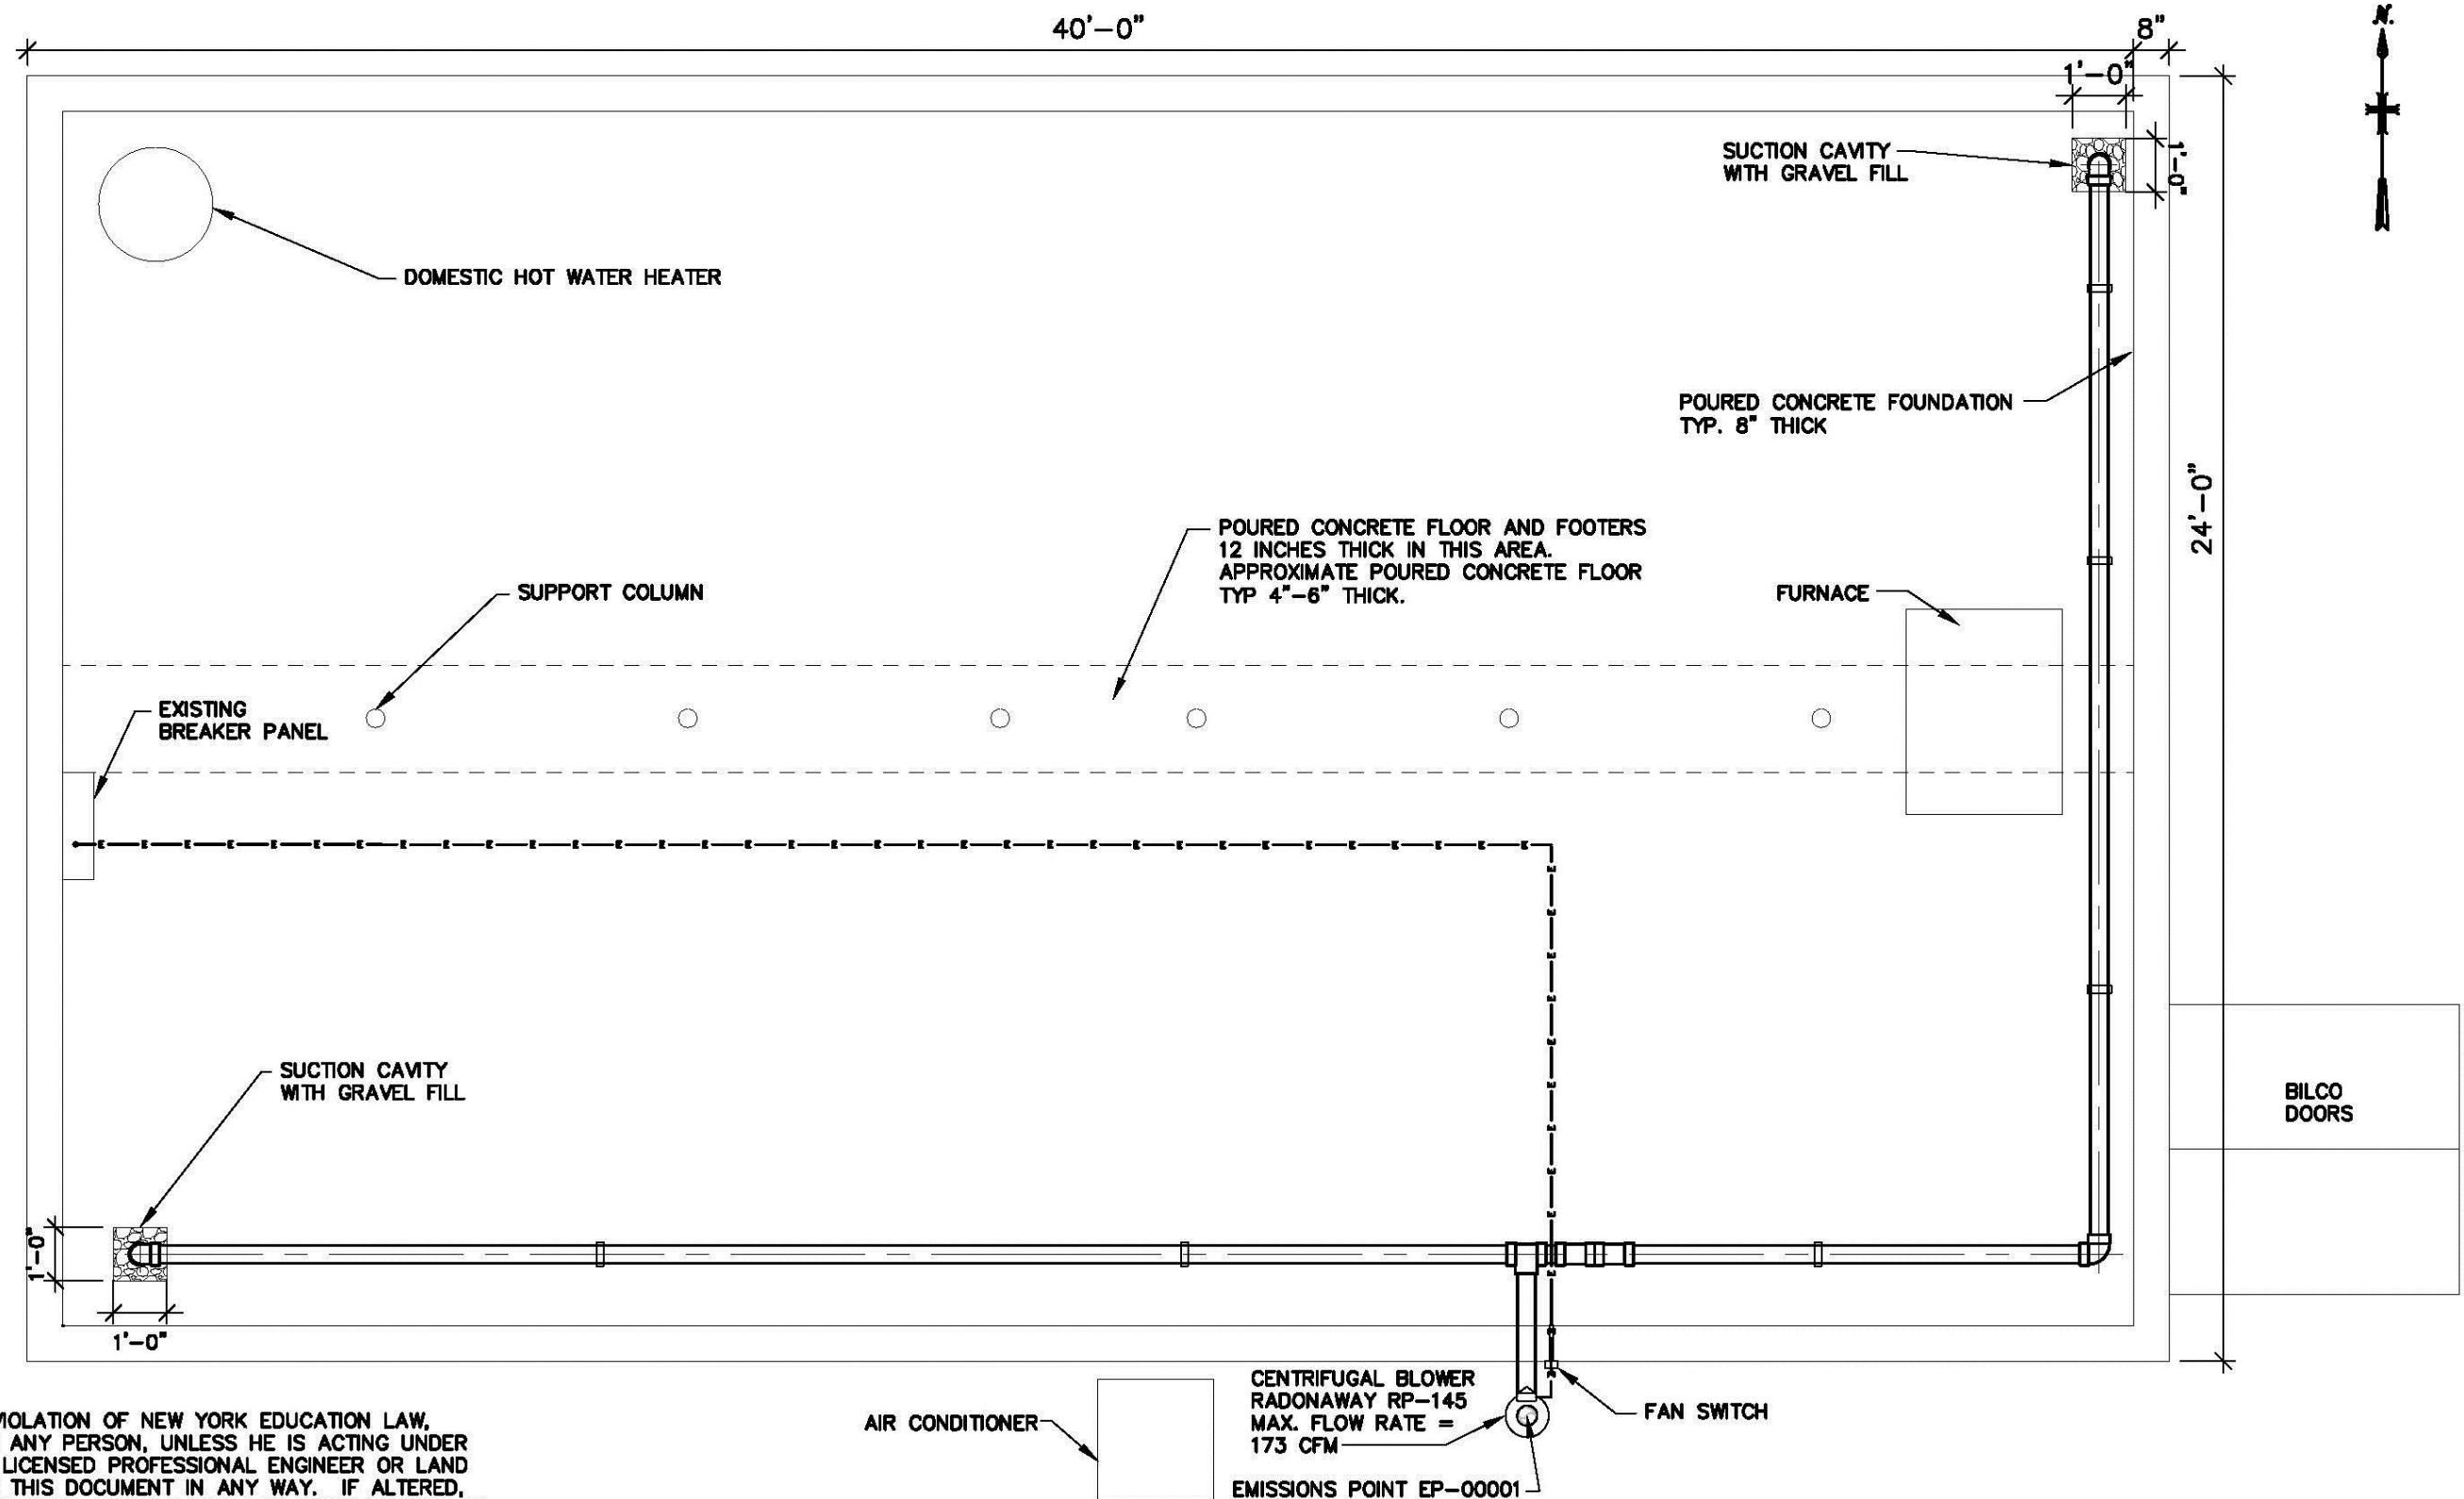 40'-0"
8"
N.
1'-0"
SUCTION CAVITY
WITH GRAVEL FILL
1'-0"
DOMESTIC HOT WATER HEATER
POURED CONCRETE FOUNDATION
TYP. 8" THICK
24'-0"
POURED CONCRETE FLOOR AND FOOTERS
12 INCHES THICK IN THIS AREA.
APPROXIMATE POURED CONCRETE FLOOR
TYP 4"-6" THICK.
SUPPORT COLUMN
FURNACE
EXISTING
BREAKER PANEL
SUCTION CAVITY
WITH GRAVEL FILL
BILCO
DOORS
1'-0"
1'-0"
CENTRIFUGAL BLOWER
RADONAWAY RP-145
MAX. FLOW RATE =
173 CFM
FAN SWITCH
AIR CONDITIONER
EMISSIONS POINT EP-00001
VIOLATION OF NEW YORK EDUCATION LAW,
ANY PERSON, UNLESS HE IS ACTING UNDER
LICENSED PROFESSIONAL ENGINEER OR LAND
THIS DOCUMENT IN ANY WAY. IF ALTERED,